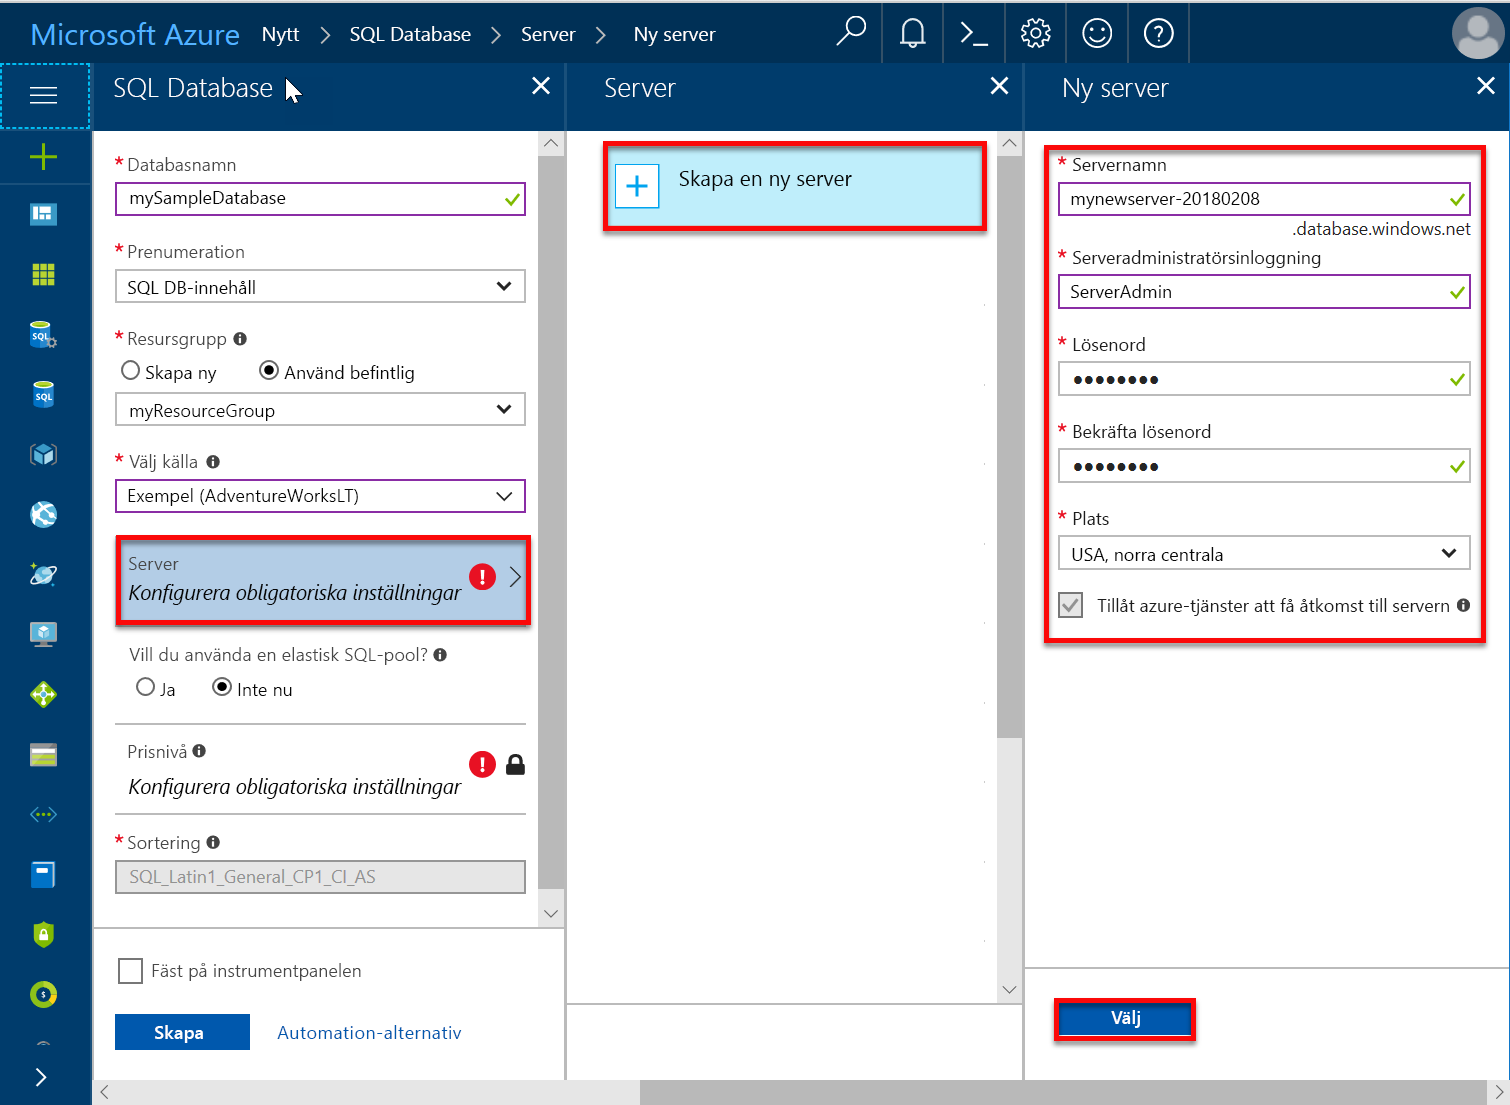 Microsoft Azure Nytt > SQL Database > Server > Ny server
SQL Database
* Databasnamn
mySampleDatabase
* Prenumeration
SQL DB-innehåll
* Resursgrupp
Skapa ny Använd befintlig
myResourceGroup
* Välj källa
Exempel (AdventureWorksLT)
Server
Konfigurera obligatoriska inställningar
Vill du använda en elastisk SQL-pool?
Ja Inte nu
Prisnivå
Konfigurera obligatoriska inställningar
* Sortering
SQL_Latin1_General_CP1_CI_AS
Fäst på instrumentpanelen
Skapa Automation-alternativ
Server
Skapa en ny server
Ny server
* Servernamn
mynewserver-20180208
.database.windows.net
* Serveradministratörsinloggning
ServerAdmin
* Lösenord
••••••••
* Bekräfta lösenord
••••••••
* Plats
USA, norra centrala
Tillåt azure-tjänster att få åtkomst till servern
Välj
SQL
SQL